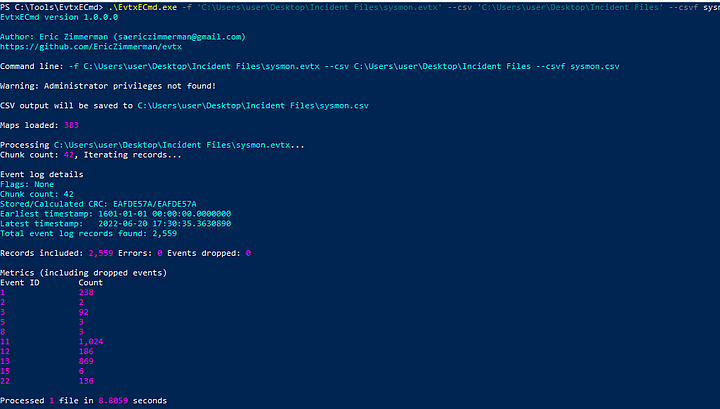 PS C:\Tools\EvtxECmd> .\EvtxECmd.exe -f 'C:\Users\user\Desktop\Incident Files\sysmon.evtx' --csv 'C:\Users\user\Desktop\Incident Files' --csvf sys
EvtxECmd version 1.0.0.0
Author: Eric Zimmerman (saericzimmerman@gmail.com)
https://github.com/EricZimmerman/evtx
Command line: -f C:\Users\user\Desktop\Incident Files\sysmon.evtx --csv C:\Users\user\Desktop\Incident Files --csvf sysmon.csv
Warning: Administrator privileges not found!
CSV output will be saved to C:\Users\user\Desktop\Incident Files\sysmon.csv
Maps loaded: 383
Processing C:\Users\user\Desktop\Incident Files\sysmon.evtx...
Chunk count: 42, Iterating records...
Event log details
Flags: None
Chunk count: 42
Stored/Calculated CRC: EAFDE57A/EAFDE57A
Earliest timestamp: 1601-01-01 00:00:00.0000000
Latest timestamp: 2022-06-20 17:30:35.3630890
Total event log records found: 2,559
Records included: 2,559 Errors: 0 Events dropped: 0
Metrics (including dropped events)
Event ID Count
1 238
2 2
3 92
5 3
8 3
11 1,024
12 186
13 869
15 6
22 136
Processed 1 file in 8.8059 seconds